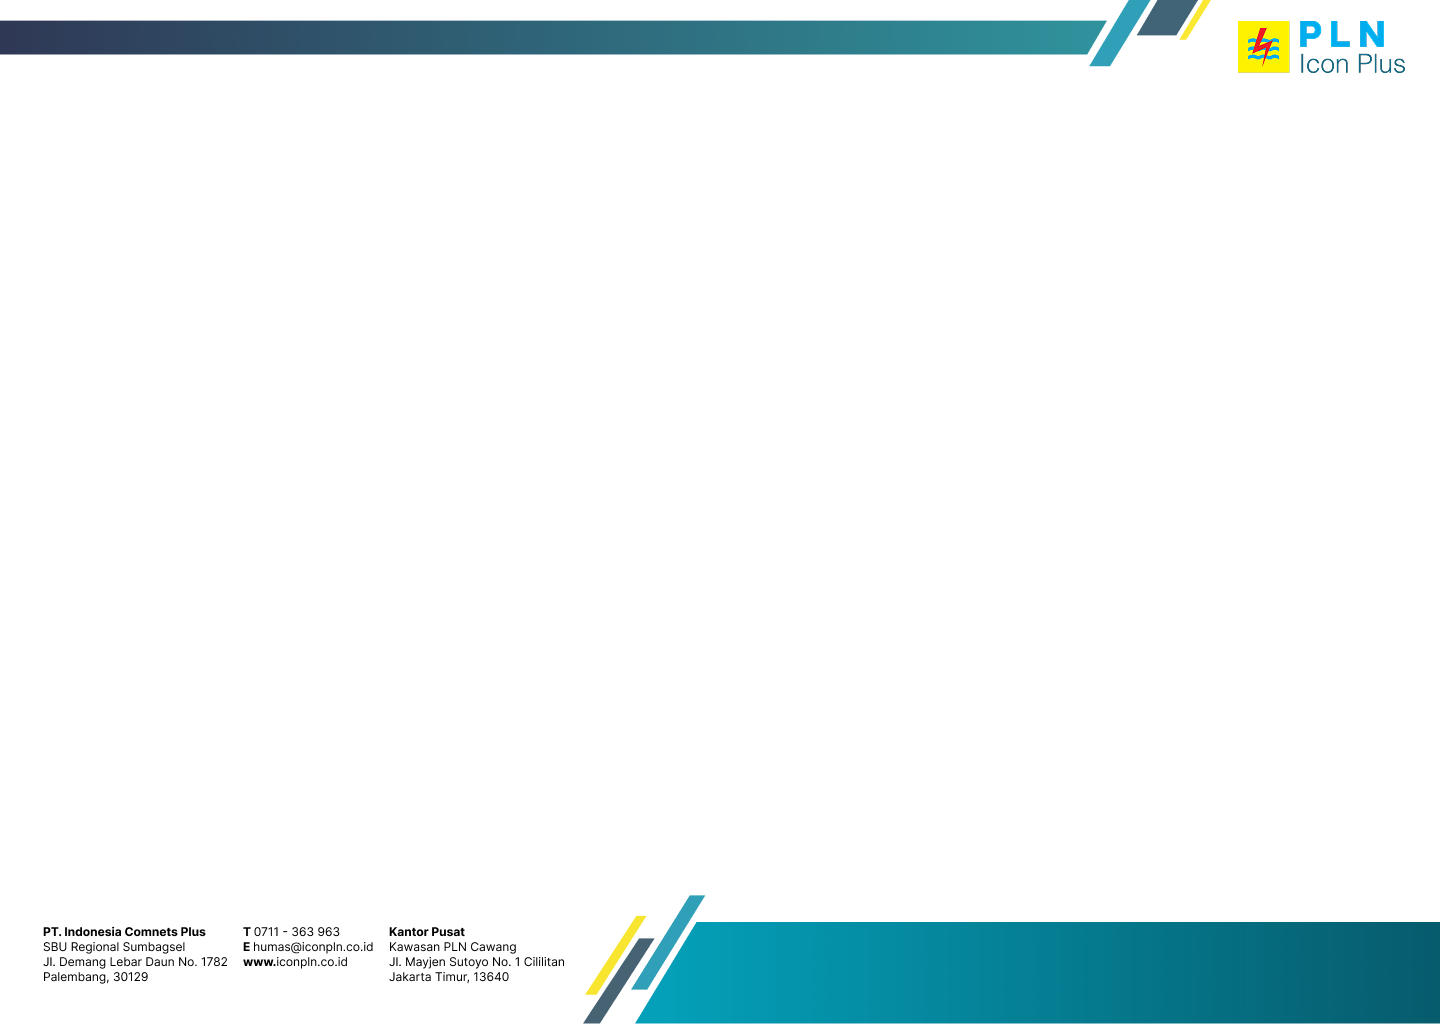 PLN
Icon Plus
PT. Indonesia Comnets Plus
SBU Regional Sumbagsel
Jl. Demang Lebar Daun No. 1782
Palembang, 30129
T 0711 - 363 963
E humas@iconpln.co.id
www.iconpln.co.id
Kantor Pusat
Kawasan PLN Cawang
Jl. Mayjen Sutoyo No. 1 Cililitan
Jakarta Timur, 13640